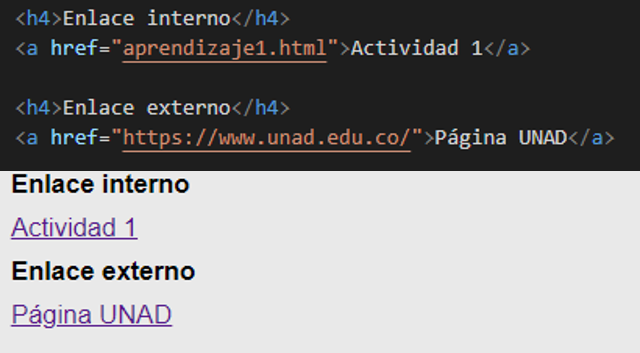 <h4>Enlace interno</h4>
<a href="aprendizaje1.html">Actividad 1</a>
<h4>Enlace externo</h4>
<a href="https://www.unad.edu.co/">Página UNAD</a>
Enlace interno
Actividad 1
Enlace externo
Página UNAD